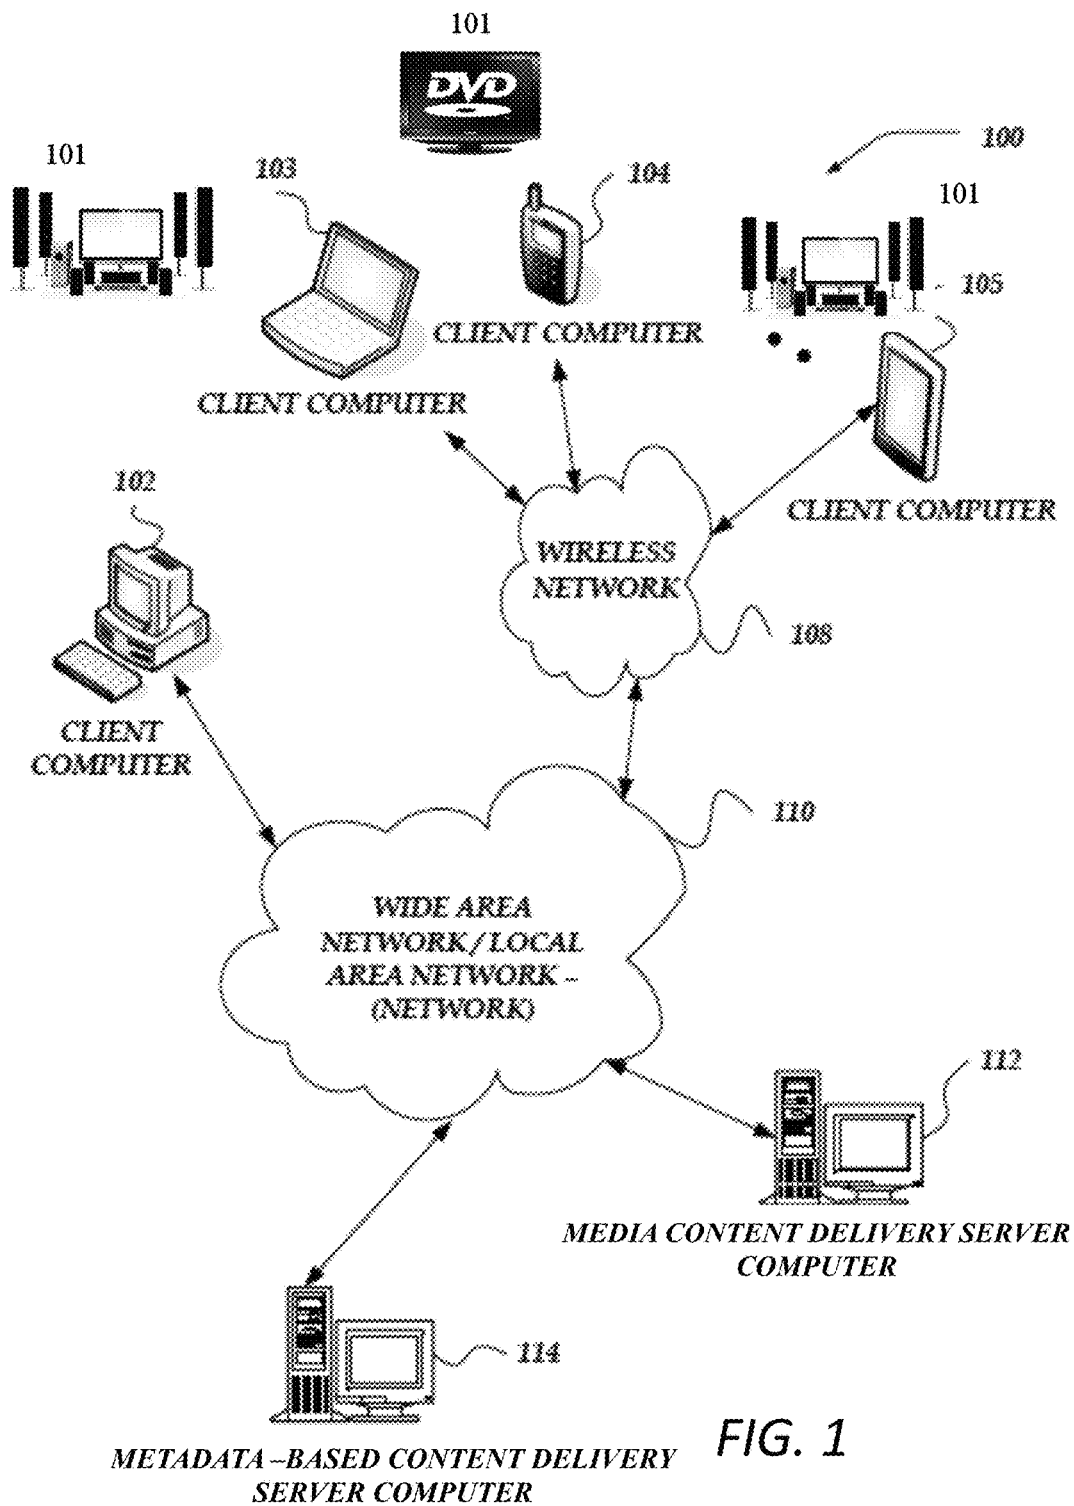 101
DVD
100
101
103
104
101
105
CLIENT COMPUTER
CLIENT COMPUTER
CLIENT COMPUTER
102
WIRELESS
NETWORK
108
CLIENT
COMPUTER
110
WIDE AREA
NETWORK/LOCAL
AREA NETWORK –
(NETWORK)
112
MEDIA CONTENT DELIVERY SERVER
COMPUTER
114
METADATA –BASED CONTENT DELIVERY
SERVER COMPUTER
FIG. 1